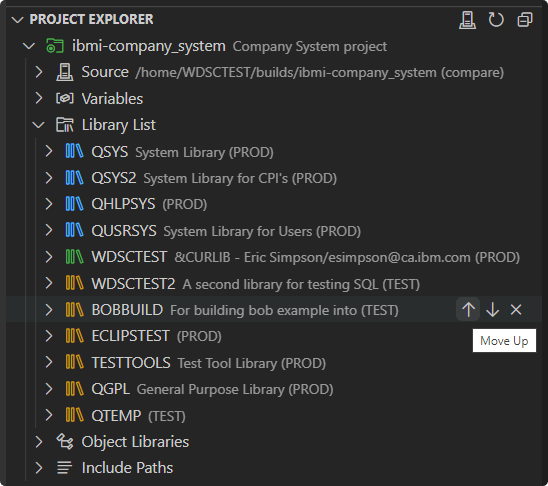 PROJECT EXPLORER
ibmi-company_system Company System project
Source /home/WDSCTEST/builds/ibmi-company_system (compare)
Variables
Library List
QSYS System Library (PROD)
QSYS2 System Library for CPI's (PROD)
QHLPSYS (PROD)
QUSRSYS System Library for Users (PROD)
WDSCTEST &CURLIB - Eric Simpson/esimpson@ca.ibm.com (PROD)
WDSCTEST2 A second library for testing SQL (TEST)
BOBBUILD For building bob example into (TEST)
ECLIPSTEST (PROD)
Move Up
TESTTOOLS Test Tool Library (PROD)
QGPL General Purpose Library (PROD)
QTEMP (TEST)
Object Libraries
Include Paths